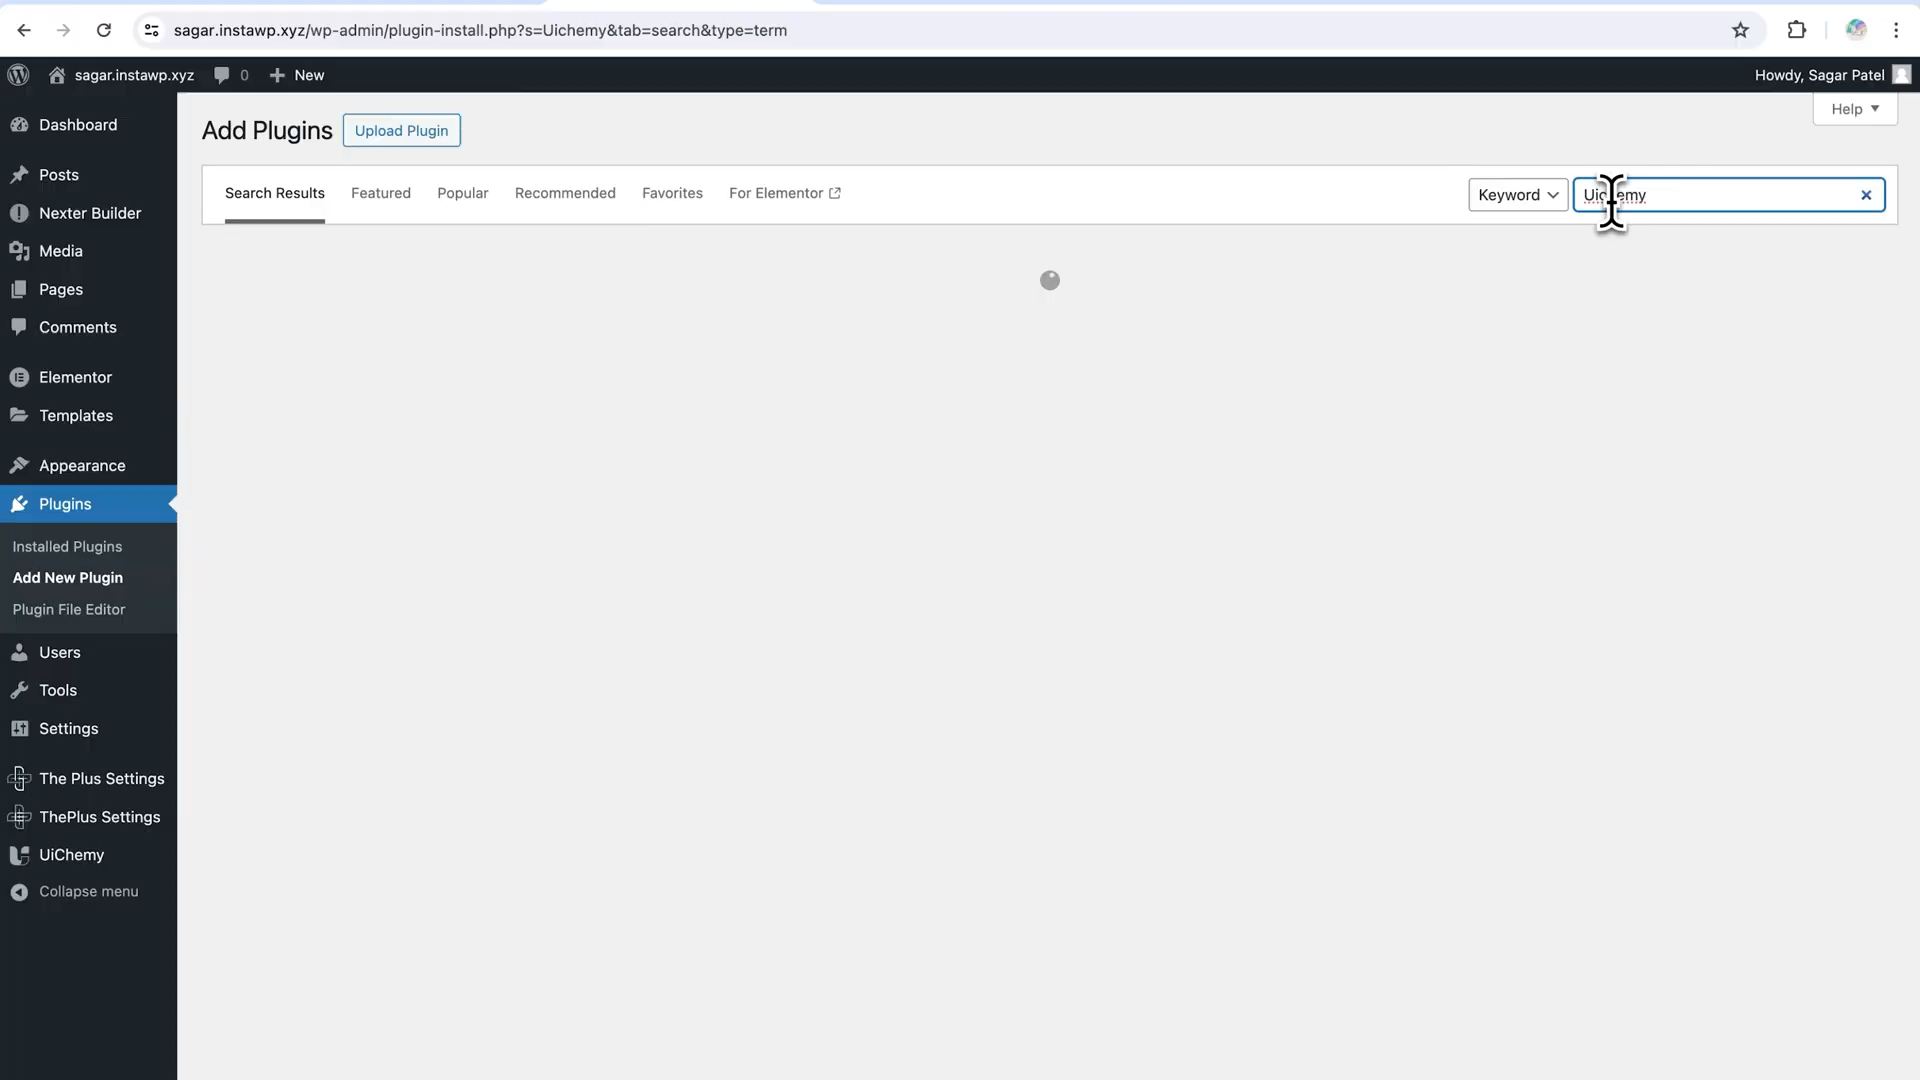 sagar.instawp.xyz/wp-admin/plugin-install.php?s=Uichemy&tab=search&type=term
sagar.instawp.xyz
0
New
Howdy, Sagar Patel
Help
Dashboard
Posts
Nexter Builder
Media
Pages
Comments
Elementor
Templates
Appearance
Plugins
Installed Plugins
Add New Plugin
Plugin File Editor
Users
Tools
Settings
The Plus Settings
ThePlus Settings
UiChemy
Collapse menu
Add Plugins
Upload Plugin
Search Results
Featured
Popular
Recommended
Favorites
For Elementor
Keyword
Uichemy